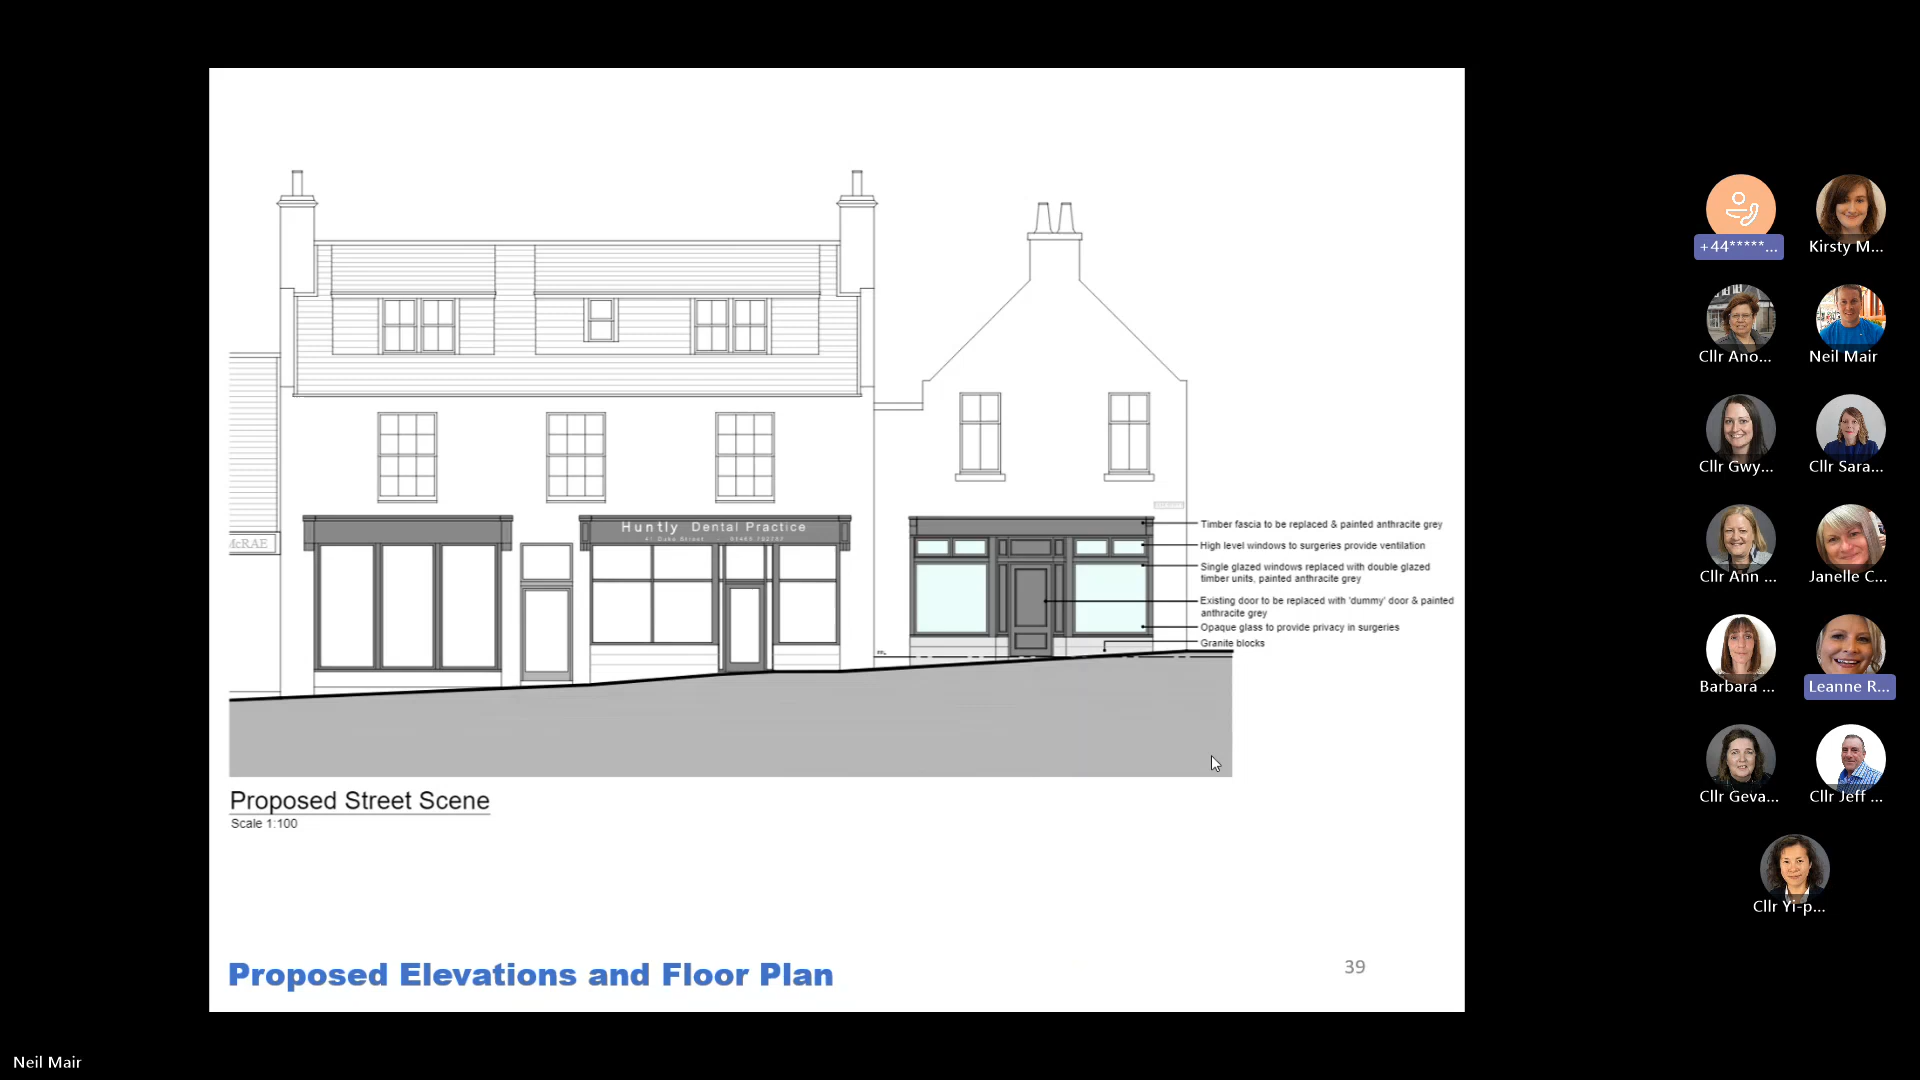 Huntly Dental Practice
McRAE
Timber fascia to be replaced & painted anthracite grey
High level windows to surgeries provide ventilation
Single glazed windows replaced with double glazed
timber units, painted anthracite grey
Existing door to be replaced with 'dummy' door & painted
anthracite grey
Opaque glass to provide privacy in surgeries
Granite blocks
Proposed Street Scene
Scale 1:100
Proposed Elevations and Floor Plan
39
+44*****...
Kirsty M...
Cllr Ano...
Neil Mair
Cllr Gwy...
Cllr Sara...
Cllr Ann ...
Janelle C...
Barbara ...
Leanne R...
Cllr Geva...
Cllr Jeff ...
Cllr Yi-p...
Neil Mair